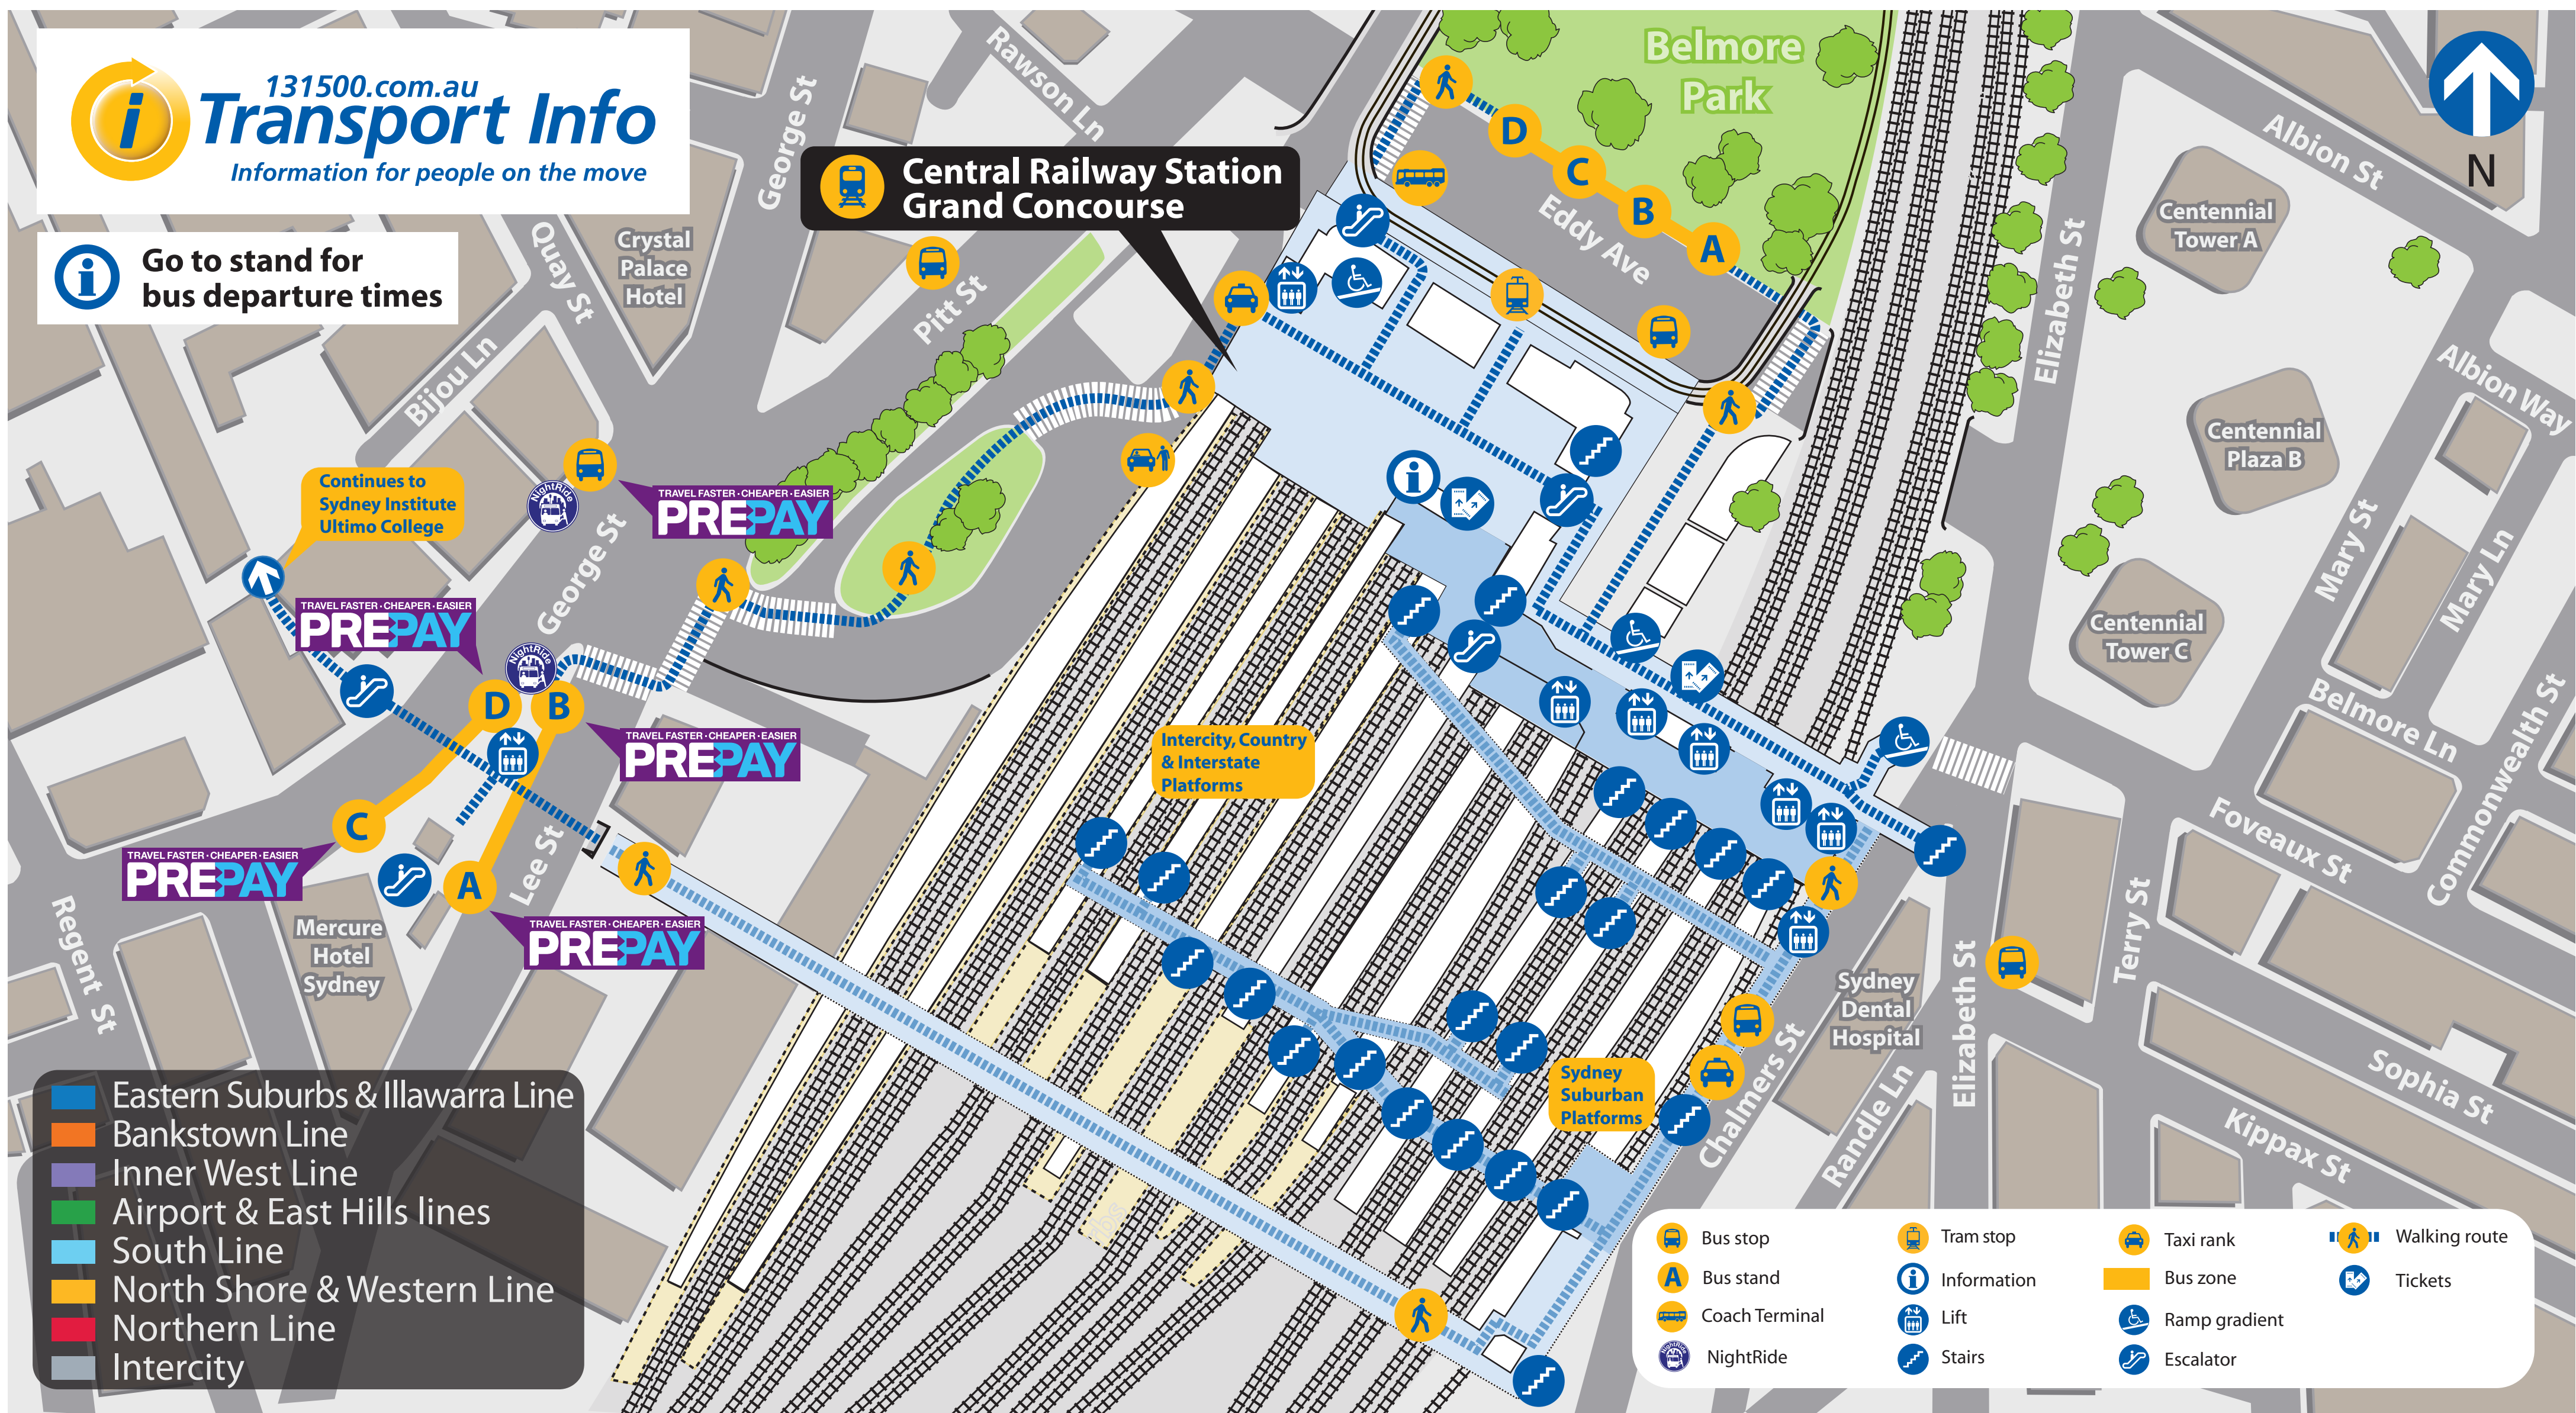 131500.com.au
Transport Info
Information for people on the move
i
Go to stand for
bus departure times
Central Railway Station
Grand Concourse
Belmore
Park
N
Rawson Ln
George St
Quay St
Crystal
Palace
Hotel
Pitt St
Bijou Ln
D
C
B
A
Eddy Ave
Elizabeth St
Albion St
Centennial
Tower A
Albion Way
Centennial
Plaza B
Mary St
Mary Ln
Centennial
Tower C
Belmore Ln
Commonwealth St
Foveaux St
Continues to
Sydney Institute
Ultimo College
NightRide
TRAVEL FASTER • CHEAPER • EASIER
PREPAY
George St
TRAVEL FASTER • CHEAPER • EASIER
PREPAY
NightRide
D
B
TRAVEL FASTER • CHEAPER • EASIER
PREPAY
C
TRAVEL FASTER • CHEAPER • EASIER
PREPAY
A
Lee St
TRAVEL FASTER • CHEAPER • EASIER
PREPAY
Mercure
Hotel
Sydney
Regent St
Intercity, Country
& Interstate
Platforms
Sydney
Suburban
Platforms
Sydney
Dental
Hospital
Chalmers St
Randle Ln
Elizabeth St
Terry St
Sophia St
Kippax St
Eastern Suburbs & Illawarra Line
Bankstown Line
Inner West Line
Airport & East Hills lines
South Line
North Shore & Western Line
Northern Line
Intercity
Bus stop
A Bus stand
Coach Terminal
NightRide NightRide
Tram stop
Information
Lift
Stairs
Taxi rank
Bus zone
Ramp gradient
Escalator
Walking route
Tickets